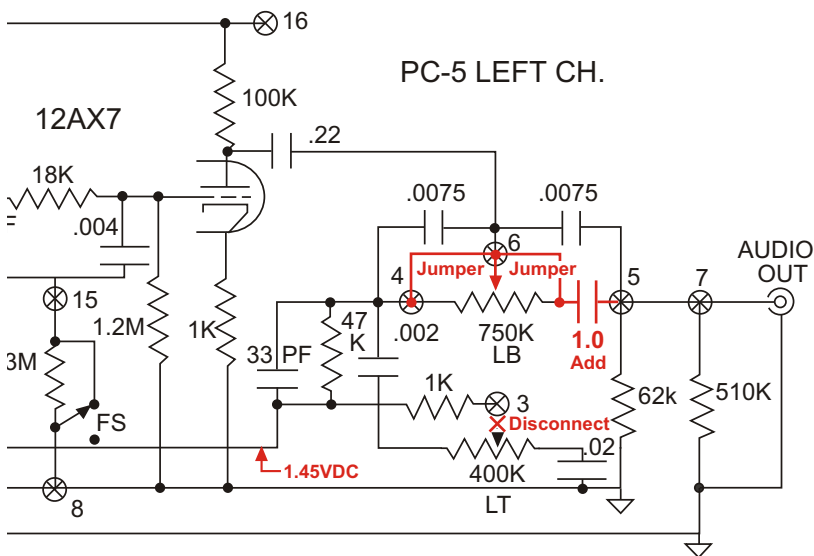 16
PC-5 LEFT CH.
100K
12AX7
.22
18K
.0075
.0075
.004
6
AUDIO
OUT
4
Jumper
Jumper
5
7
15
1.2M
1K
47
K
.002
750K
LB
1.0
Add
33 PF
3M
1K
3
62k
510K
FS
Disconnect
.02
1.45VDC
400K
LT
8